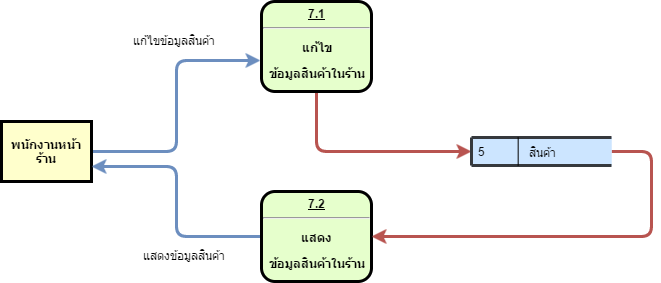 7.1
แก้ไข
ข้อมูลสินค้าในร้าน
แก้ไขข้อมูลสินค้า
พนักงานหน้า
ร้าน
5 สินค้า
7.2
แสดง
ข้อมูลสินค้าในร้าน
แสดงข้อมูลสินค้า